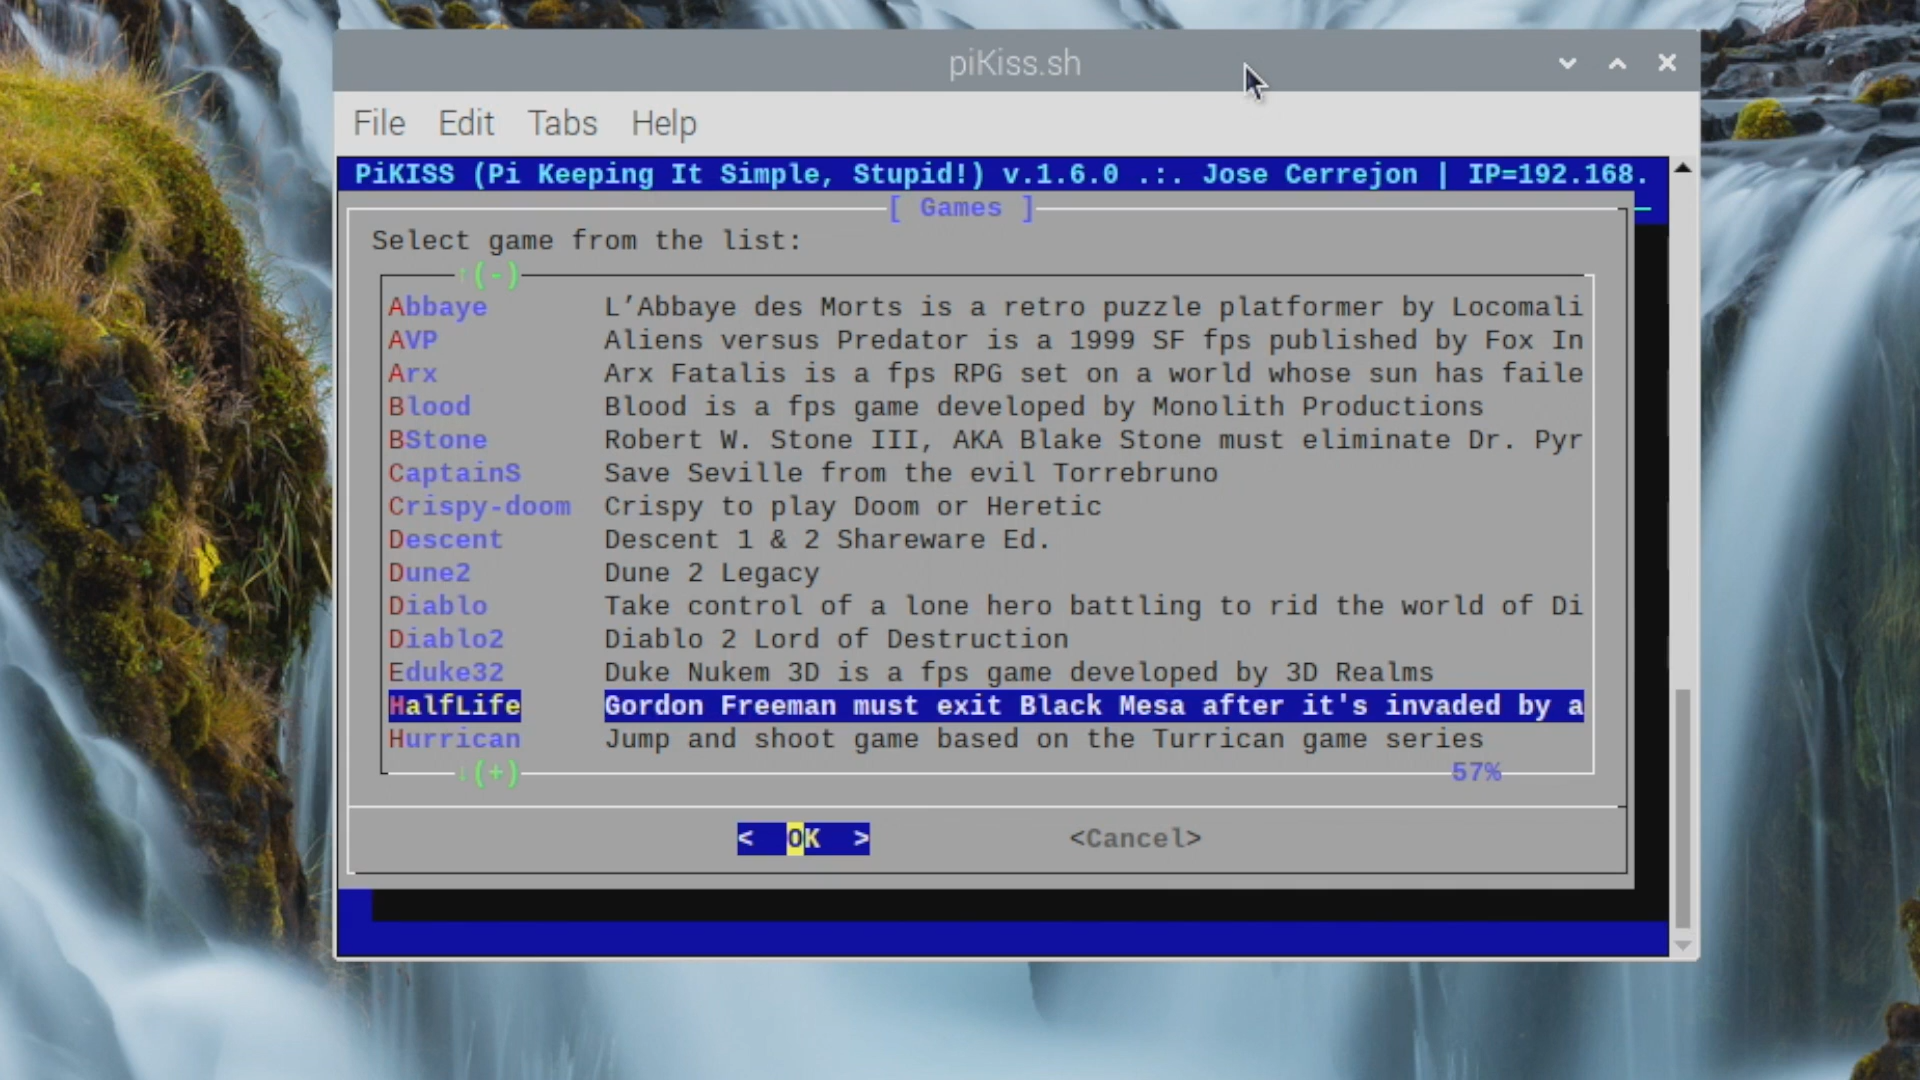 piKiss.sh
File Edit Tabs Help
PiKISS (Pi Keeping It Simple, Stupid!) v.1.6.0 .:. Jose Cerrejon | IP=192.168.
[ Games ]
Select game from the list:
↑(-)
Abbaye L’Abbaye des Morts is a retro puzzle platformer by Locomali
AVP Aliens versus Predator is a 1999 SF fps published by Fox In
Arx Arx Fatalis is a fps RPG set on a world whose sun has faile
Blood Blood is a fps game developed by Monolith Productions
BStone Robert W. Stone III, AKA Blake Stone must eliminate Dr. Pyr
CaptainS Save Seville from the evil Torrebruno
Crispy-doom Crispy to play Doom or Heretic
Descent Descent 1 & 2 Shareware Ed.
Dune2 Dune 2 Legacy
Diablo Take control of a lone hero battling to rid the world of Di
Diablo2 Diablo 2 Lord of Destruction
Eduke32 Duke Nukem 3D is a fps game developed by 3D Realms
HalfLife Gordon Freeman must exit Black Mesa after it's invaded by a
Hurrican Jump and shoot game based on the Turrican game series
↓(+) 57%
< OK > <Cancel>